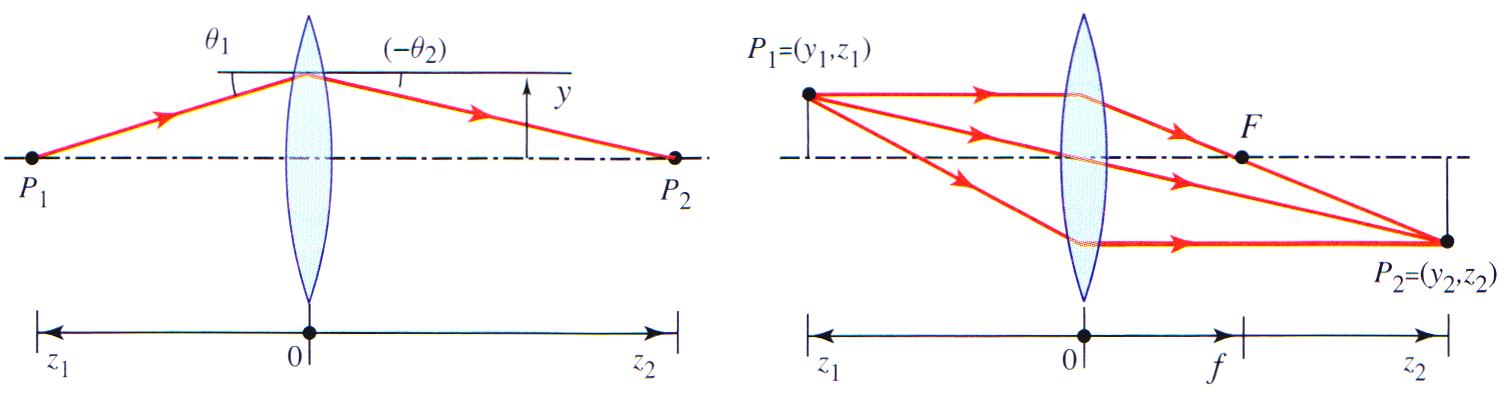 θ1
(−θ2)
y
P1
P2
z1
0
z2
P1=(y1,z1)
F
P2=(y2,z2)
z1
0
f
z2